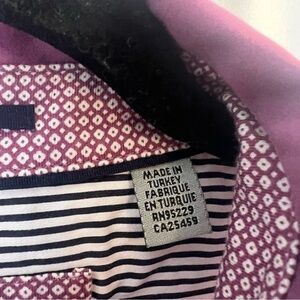 MADE IN
TURKEY
FABRIQUE
EN TURQUIE
RN95229
CA25459